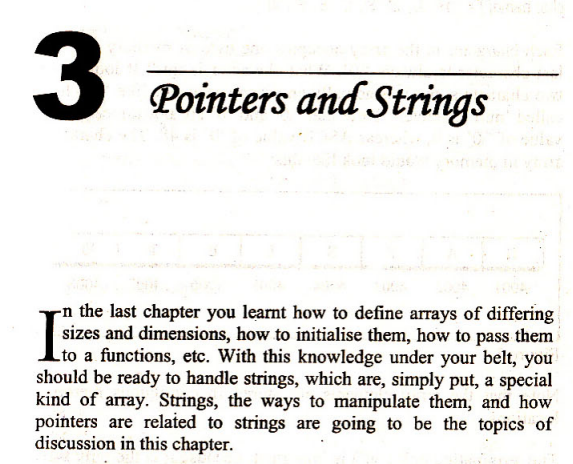 3
Pointers and Strings
In the last chapter you learnt how to define arrays of differing
sizes and dimensions, how to initialise them, how to pass them
to a functions, etc. With this knowledge under your belt, you
should be ready to handle strings, which are, simply put, a special
kind of array. Strings, the ways to manipulate them, and how
pointers are related to strings are going to be the topics of
discussion in this chapter.